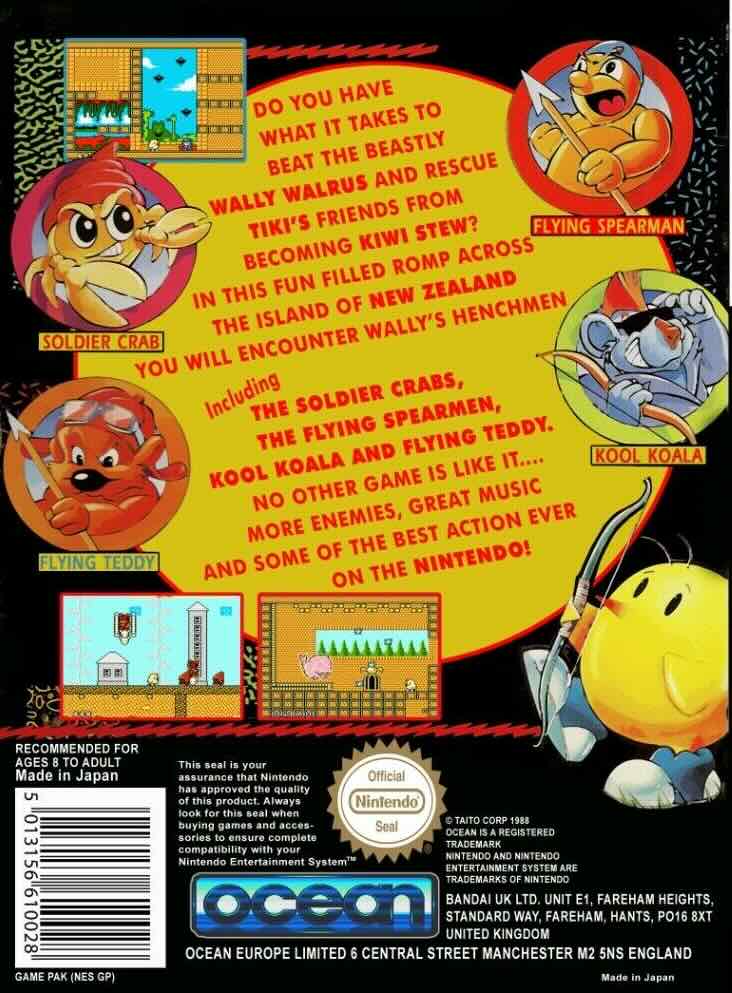 DO YOU HAVE
WHAT IT TAKES TO
BEAT THE BEASTLY
WALLY WALRUS AND RESCUE
TIKI'S FRIENDS FROM
BECOMING KIWI STEW?
IN THIS FUN FILLED ROMP ACROSS
THE ISLAND OF NEW ZEALAND
YOU WILL ENCOUNTER WALLY'S HENCHMEN
Including
THE SOLDIER CRABS,
THE FLYING SPEARMEN,
KOOL KOALA AND FLYING TEDDY.
NO OTHER GAME IS LIKE IT....
MORE ENEMIES, GREAT MUSIC
AND SOME OF THE BEST ACTION EVER
ON THE NINTENDO!
FLYING SPEARMAN
SOLDIER CRAB
KOOL KOALA
FLYING TEDDY
RECOMMENDED FOR
AGES 8 TO ADULT
Made in Japan
5 013156 610028
GAME PAK (NES GP)
This seal is your
assurance that Nintendo
has approved the quality
of this product. Always
look for this seal when
buying games and acces-
sories to ensure complete
compatibility with your
Nintendo Entertainment System™
Official
Nintendo®
Seal
© TAITO CORP 1988
OCEAN IS A REGISTERED
TRADEMARK
NINTENDO AND NINTENDO
ENTERTAINMENT SYSTEM ARE
TRADEMARKS OF NINTENDO
ocean
BANDAI UK LTD. UNIT E1, FAREHAM HEIGHTS,
STANDARD WAY, FAREHAM, HANTS, PO16 8XT
UNITED KINGDOM
OCEAN EUROPE LIMITED 6 CENTRAL STREET MANCHESTER M2 5NS ENGLAND
Made in Japan